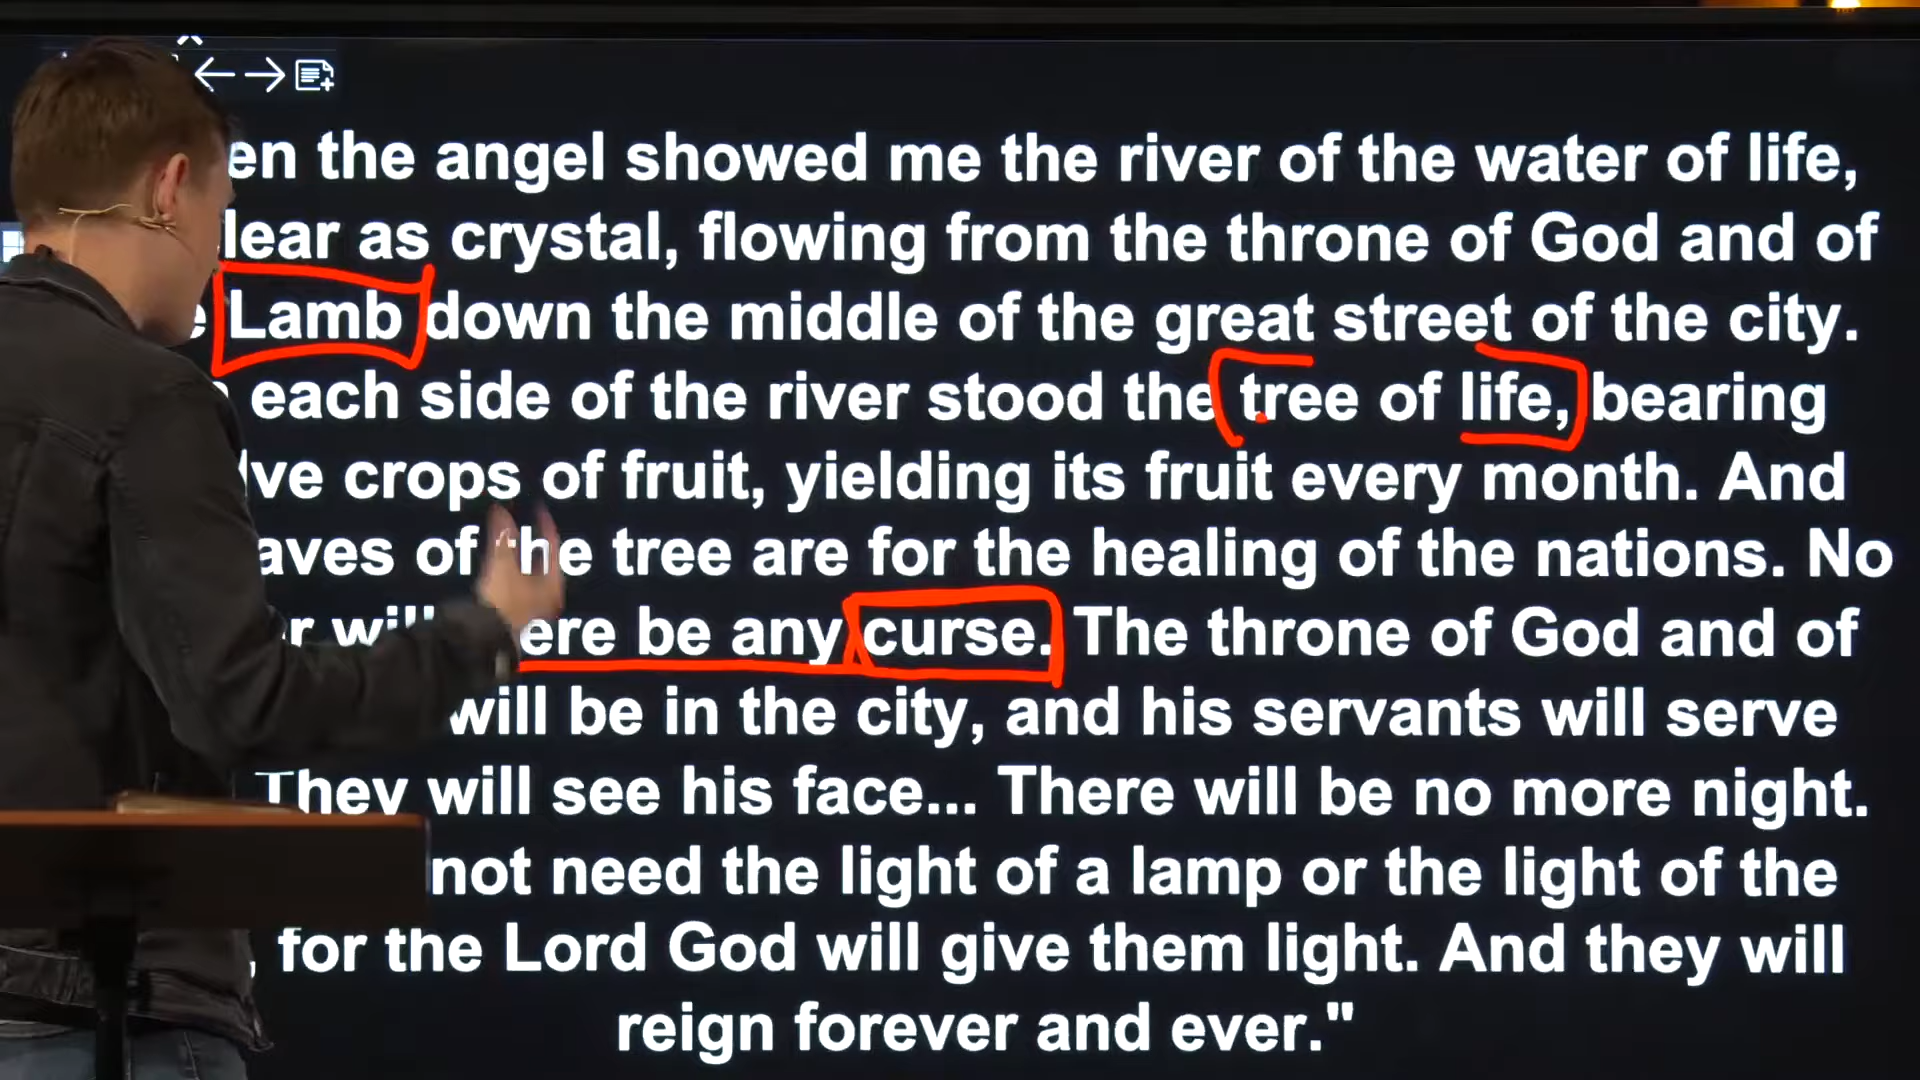 the angel showed me the river of the water of life,
as crystal, flowing from the throne of God and of
Lamb down the middle of the great street of the city.
each side of the river stood the tree of life, bearing
crops of fruit, yielding its fruit every month. And
of the tree are for the healing of the nations. No
be any curse. The throne of God and of
will be in the city, and his servants will serve
They will see his face... There will be no more night.
not need the light of a lamp or the light of the
, for the Lord God will give them light. And they will
reign forever and ever."